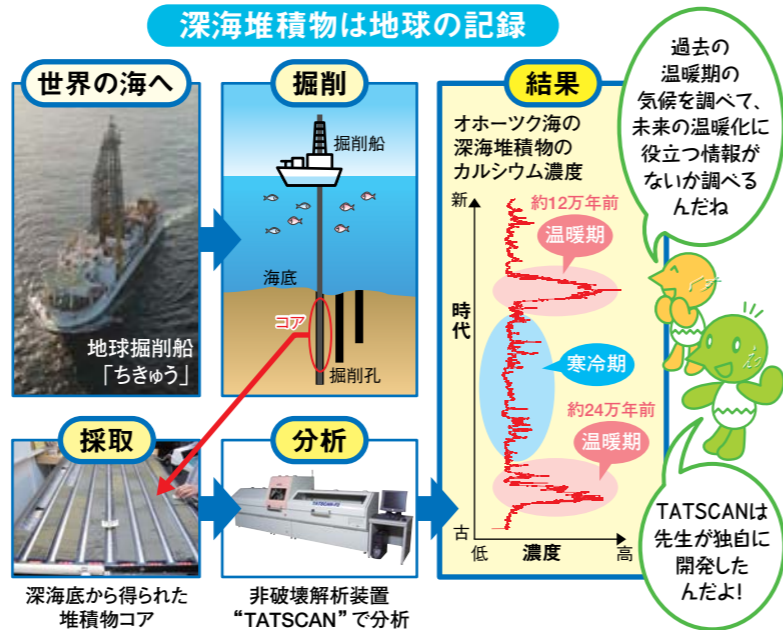 深海堆積物は地球の記録
世界の海へ
地球掘削船
「ちきゅう」
掘削
掘削船
海底
コア
掘削孔
採取
深海底から得られた
堆積物コア
分析
TATSCAN-F2
非破壊解析装置
“TATSCAN”で分析
結果
オホーツク海の
深海堆積物の
カルシウム濃度
新
約12万年前
温暖期
時代
寒冷期
約24万年前
温暖期
古
低
濃度
高
過去の
温暖期の
気候を調べて、
未来の温暖化に
役立つ情報が
ないか調べる
んだね
TATSCANは
先生が独自に
開発した
んだよ!